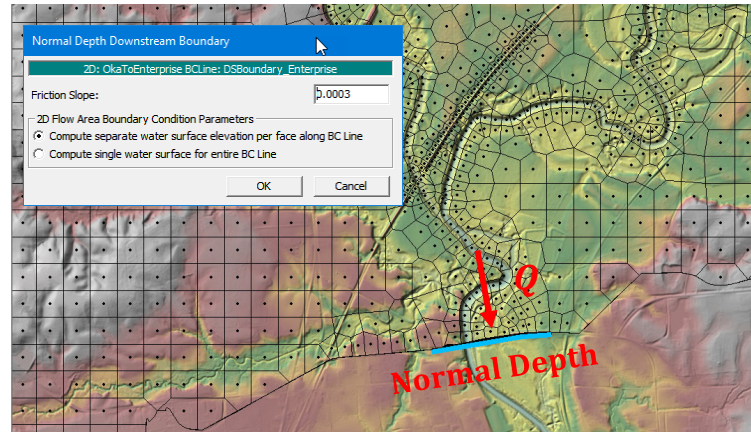 Normal Depth Downstream Boundary
2D: OkaToEnterprise BCLine: DSBoundary_Enterprise
Friction Slope:
0.0003
2D Flow Area Boundary Condition Parameters
Compute separate water surface elevation per face along BC Line
Compute single water surface for entire BC Line
OK
Cancel
Q
Normal Depth